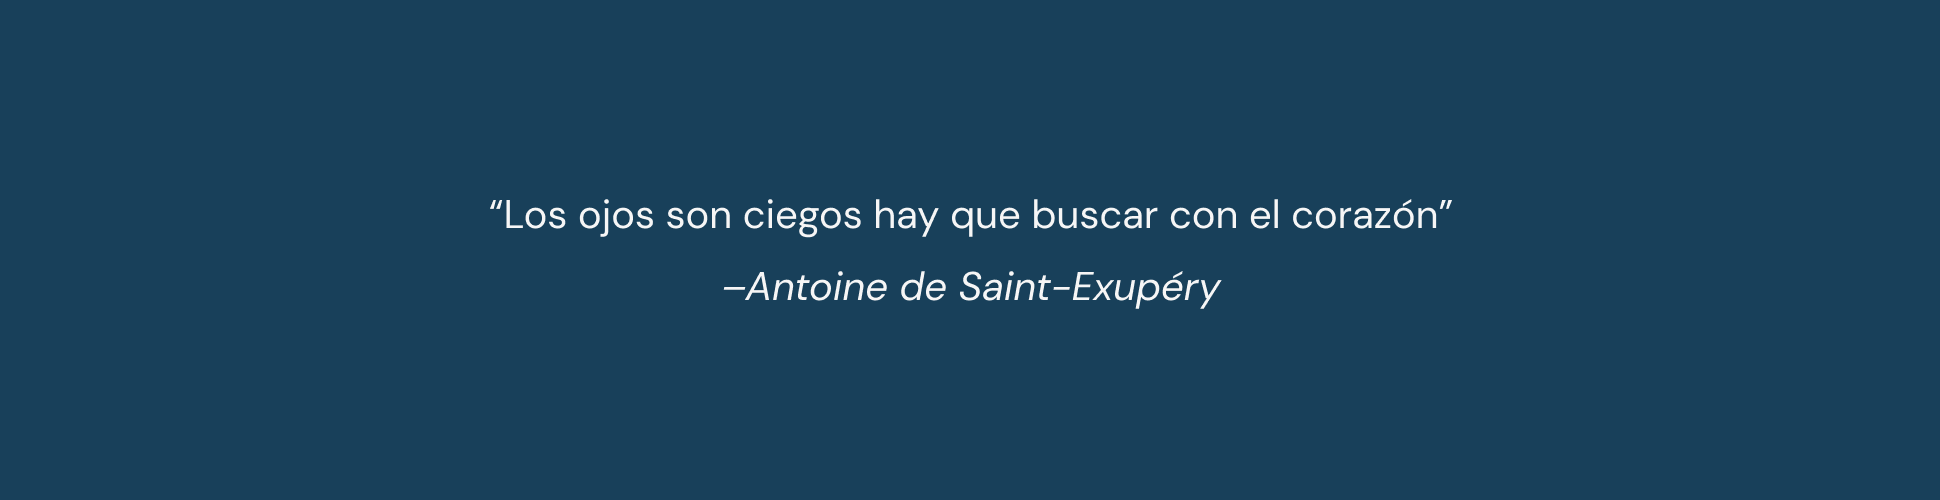 “Los ojos son ciegos hay que buscar con el corazón”
–Antoine de Saint-Exupéry